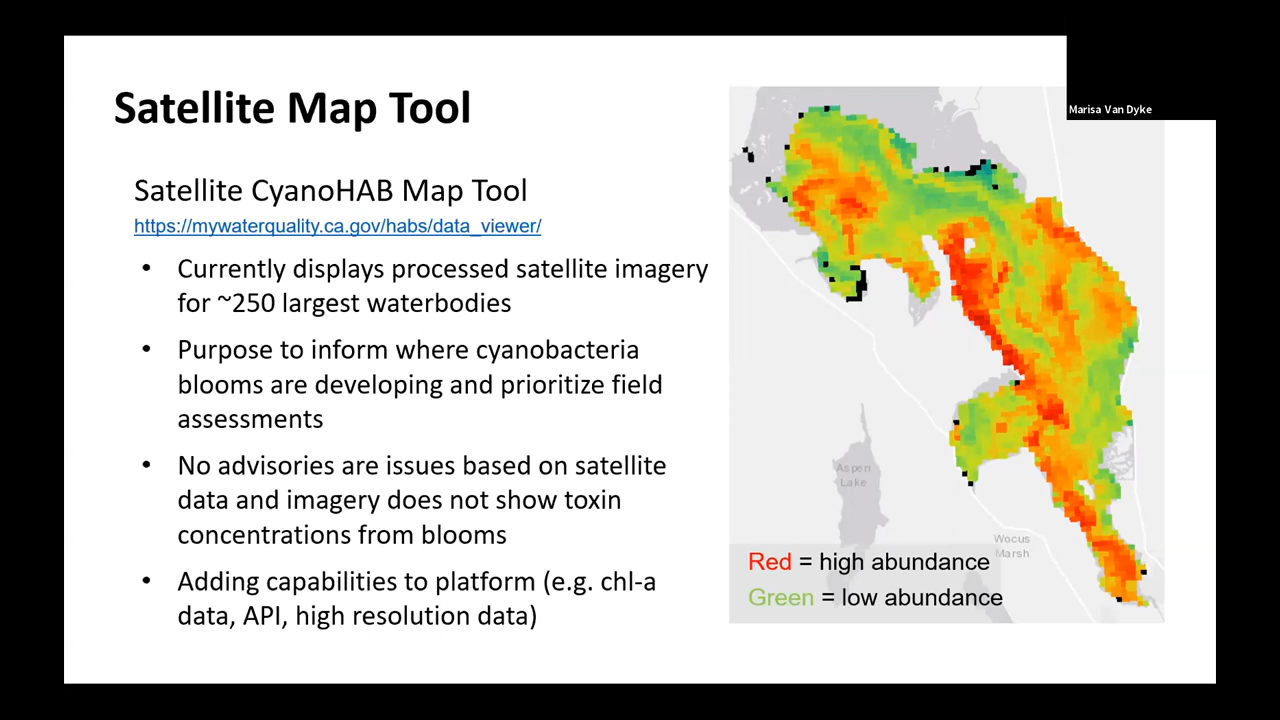 Marisa Van Dyke
Satellite Map Tool
Satellite CyanoHAB Map Tool
https://mywaterquality.ca.gov/habs/data_viewer/
• Currently displays processed satellite imagery
for ~250 largest waterbodies
• Purpose to inform where cyanobacteria
blooms are developing and prioritize field
assessments
• No advisories are issues based on satellite
data and imagery does not show toxin
concentrations from blooms
• Adding capabilities to platform (e.g. chl-a
data, API, high resolution data)
Aspen
Lake
Wocus
Marsh
Red = high abundance
Green = low abundance